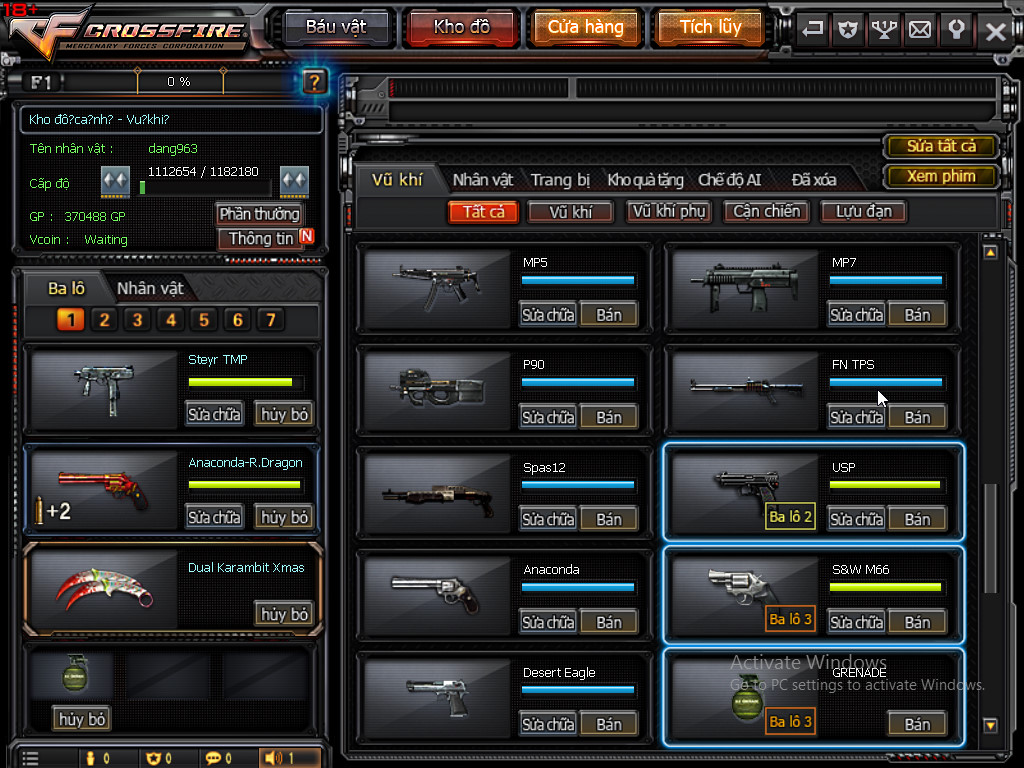 18+
CROSSFIRE
MERCENARY FORCES CORPORATION
Báu vật
Kho đồ
Cửa hàng
Tích lũy
F1
0 %
?
Kho đồ?ca?nh? - Vu?khi?
Tên nhân vật : dang963
Cấp độ 1112654 / 1182180
GP : 370488 GP
Phần thưởng
Vcoin : Waiting
Thông tin N
Ba lô
Nhân vật
1 2 3 4 5 6 7
Steyr TMP
Sửa chữa hủy bỏ
Anaconda-R.Dragon
+2
Sửa chữa hủy bỏ
Dual Karambit Xmas
hủy bỏ
hủy bỏ
0 0 0 1
Sửa tất cả
Xem phim
Vũ khí Nhân vật Trang bị Kho quà tặng Chế độ AI Đã xóa
Tất cả Vũ khí Vũ khí phụ Cận chiến Lựu đạn
MP5
Sửa chữa Bán
MP7
Sửa chữa Bán
P90
Sửa chữa Bán
FN TPS
Sửa chữa Bán
Spas12
Sửa chữa Bán
USP
Ba lô 2
Sửa chữa Bán
Anaconda
Sửa chữa Bán
S&W M66
Ba lô 3
Sửa chữa Bán
Desert Eagle
Sửa chữa Bán
GRENADE
Ba lô 3
Bán
Activate Windows
Go to PC settings to activate Windows.